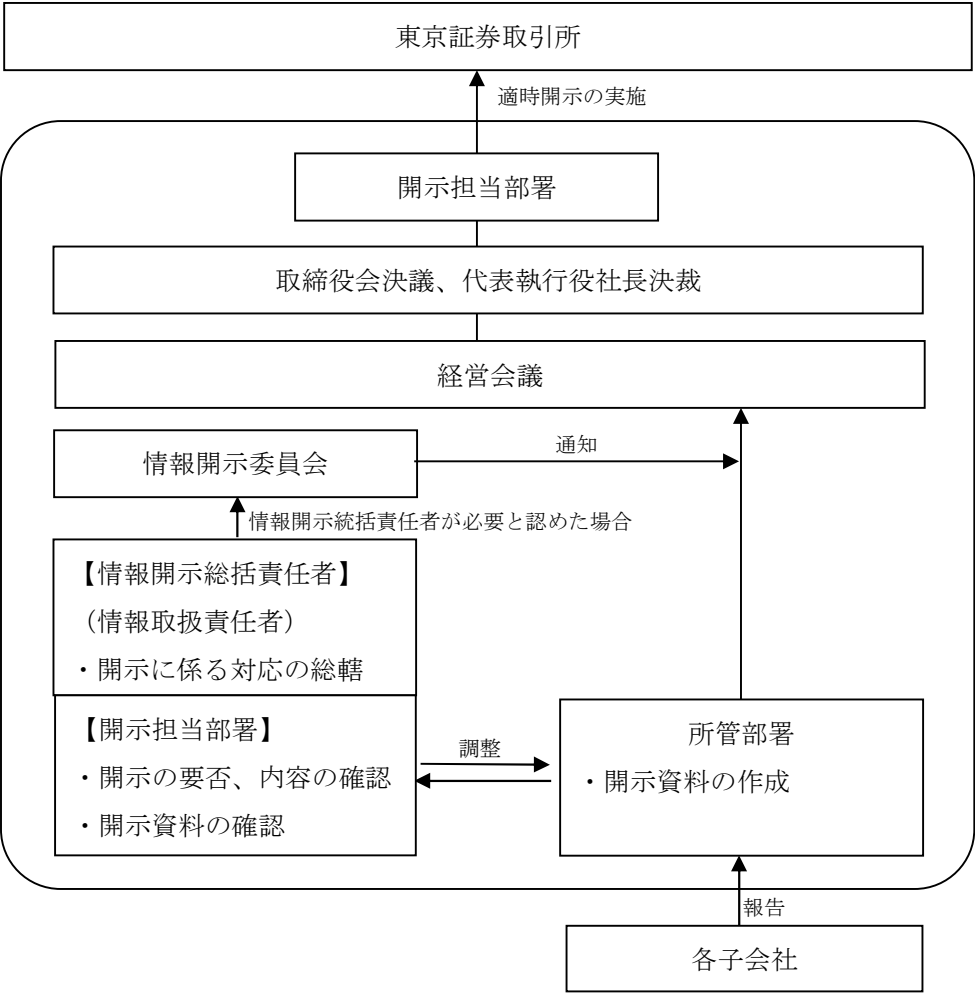 東京証券取引所
適時開示の実施
開示担当部署
取締役会決議、代表執行役社長決裁
経営会議
情報開示委員会
通知
情報開示統括責任者が必要と認めた場合
【情報開示総括責任者】
（情報取扱責任者）
・開示に係る対応の総轄
【開示担当部署】
・開示の要否、内容の確認
・開示資料の確認
調整
所管部署
・開示資料の作成
報告
各子会社